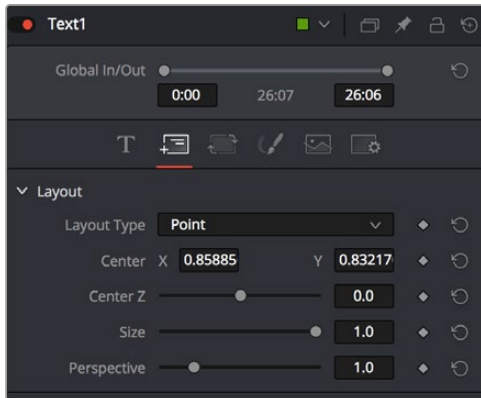 Text1
Global In/Out
0:00 26:07 26:06
T
Layout
Layout Type Point
Center X 0.85885 Y 0.83217
Center Z 0.0
Size 1.0
Perspective 1.0